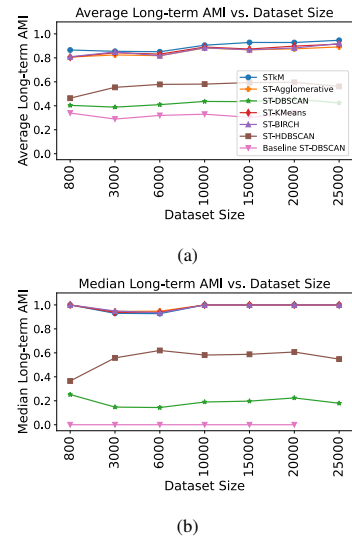 Average Long-term AMI vs. Dataset Size
Average Long-term AMI
1.0
0.8
0.6
0.4
0.2
0.0
STkM
ST-Agglomerative
ST-DBSCAN
ST-KMeans
ST-BIRCH
ST-HDBSCAN
Baseline ST-DBSCAN
800
3000
6000
10000
15000
20000
25000
Dataset Size
(a)
Median Long-term AMI vs. Dataset Size
Median Long-term AMI
1.0
0.8
0.6
0.4
0.2
0.0
800
3000
6000
10000
15000
20000
25000
Dataset Size
(b)